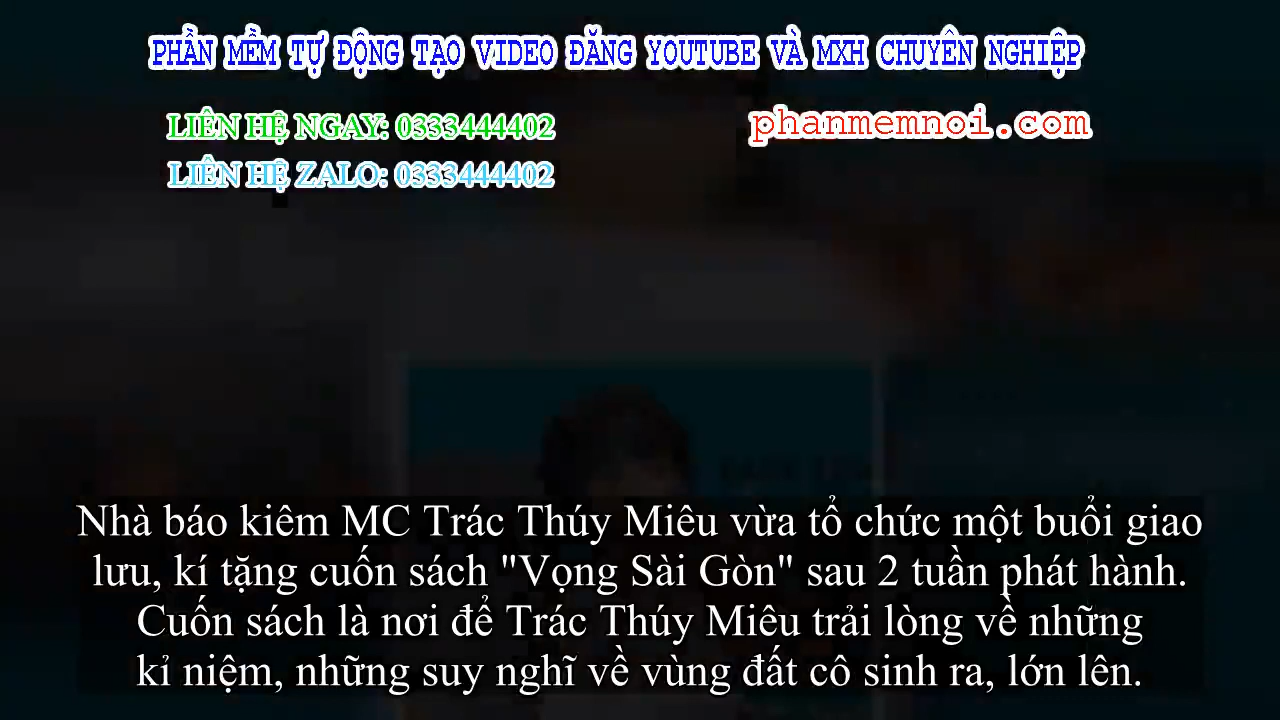 PHẦN MỀM TỰ ĐỘNG TẠO VIDEO ĐĂNG YOUTUBE VÀ MXH CHUYÊN NGHIỆP
LIÊN HỆ NGAY: 0333444402
phanmemnoi.com
LIÊN HỆ ZALO: 0333444402
Nhà báo kiêm MC Trác Thúy Miêu vừa tổ chức một buổi giao
lưu, kí tặng cuốn sách "Vọng Sài Gòn" sau 2 tuần phát hành.
Cuốn sách là nơi để Trác Thúy Miêu trải lòng về những
kỉ niệm, những suy nghĩ về vùng đất cô sinh ra, lớn lên.